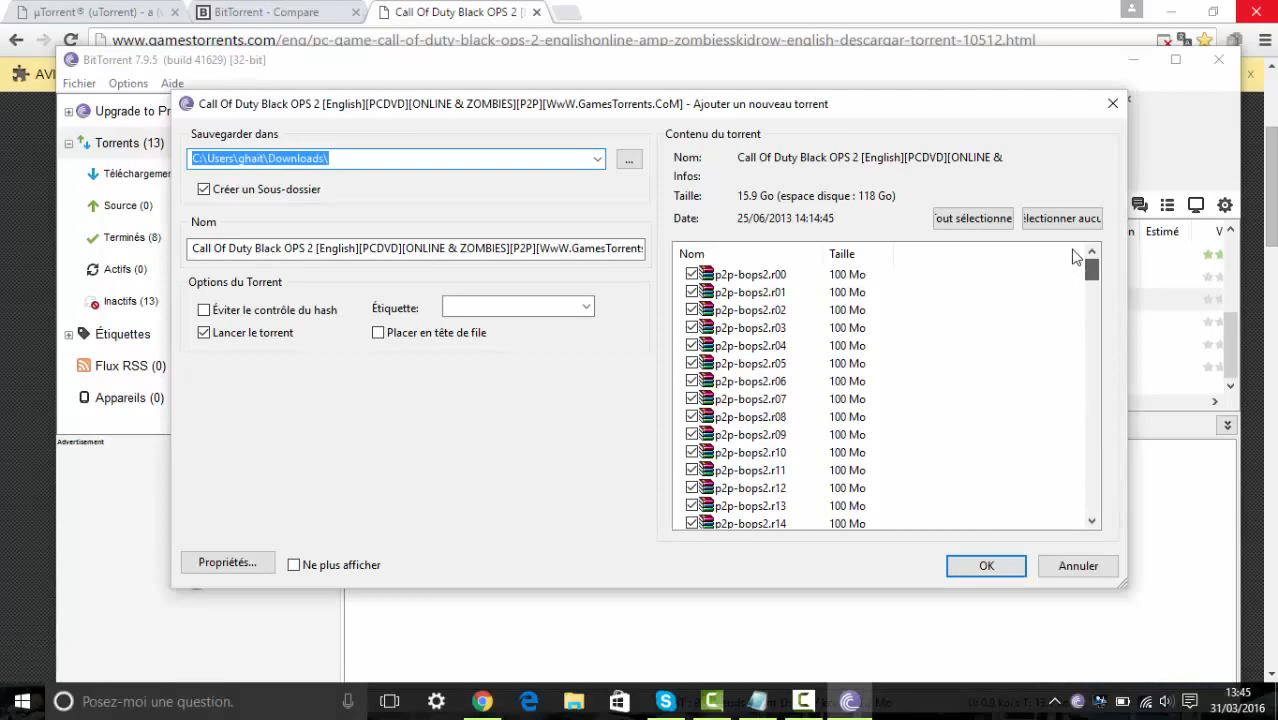 µTorrent® (uTorrent) - a (
BitTorrent - Compare
Call Of Duty Black OPS 2 [
www.gamestorrents.com/eng/pc-game-call-of-duty-black-ops-2-englishonline-amp-zombiesskidrow-english-descargar-torrent-10512.html
AVI
BitTorrent 7.9.5 (build 41629) [32-bit]
Fichier Options Aide
Upgrade to Pr
Torrents (13)
Téléchargemen
Source (0)
Terminés (8)
Actifs (0)
Inactifs (13)
Étiquettes
Flux RSS (0)
Appareils (0)
Advertisement
Estimé
Call Of Duty Black OPS 2 [English][PCDVD][ONLINE & ZOMBIES][P2P][WwW.GamesTorrents.CoM] - Ajouter un nouveau torrent
Sauvegarder dans
C:\Users\ghait\Downloads\
...
Créer un Sous-dossier
Nom
Call Of Duty Black OPS 2 [English][PCDVD][ONLINE & ZOMBIES][P2P][WwW.GamesTorrents
Options du Torrent
Éviter le contrôle du hash
Étiquette:
Lancer le torrent
Placer en tête de file
Propriétés...
Ne plus afficher
Contenu du torrent
Nom: Call Of Duty Black OPS 2 [English][PCDVD][ONLINE &
Infos:
Taille: 15.9 Go (espace disque : 118 Go)
Date: 25/06/2013 14:14:45
Tout sélectionne
électionner aucu
Nom Taille
p2p-bops2.r00 100 Mo
p2p-bops2.r01 100 Mo
p2p-bops2.r02 100 Mo
p2p-bops2.r03 100 Mo
p2p-bops2.r04 100 Mo
p2p-bops2.r05 100 Mo
p2p-bops2.r06 100 Mo
p2p-bops2.r07 100 Mo
p2p-bops2.r08 100 Mo
p2p-bops2.r09 100 Mo
p2p-bops2.r10 100 Mo
p2p-bops2.r11 100 Mo
p2p-bops2.r12 100 Mo
p2p-bops2.r13 100 Mo
p2p-bops2.r14 100 Mo
OK
Annuler
Posez-moi une question.
13:45
31/03/2016